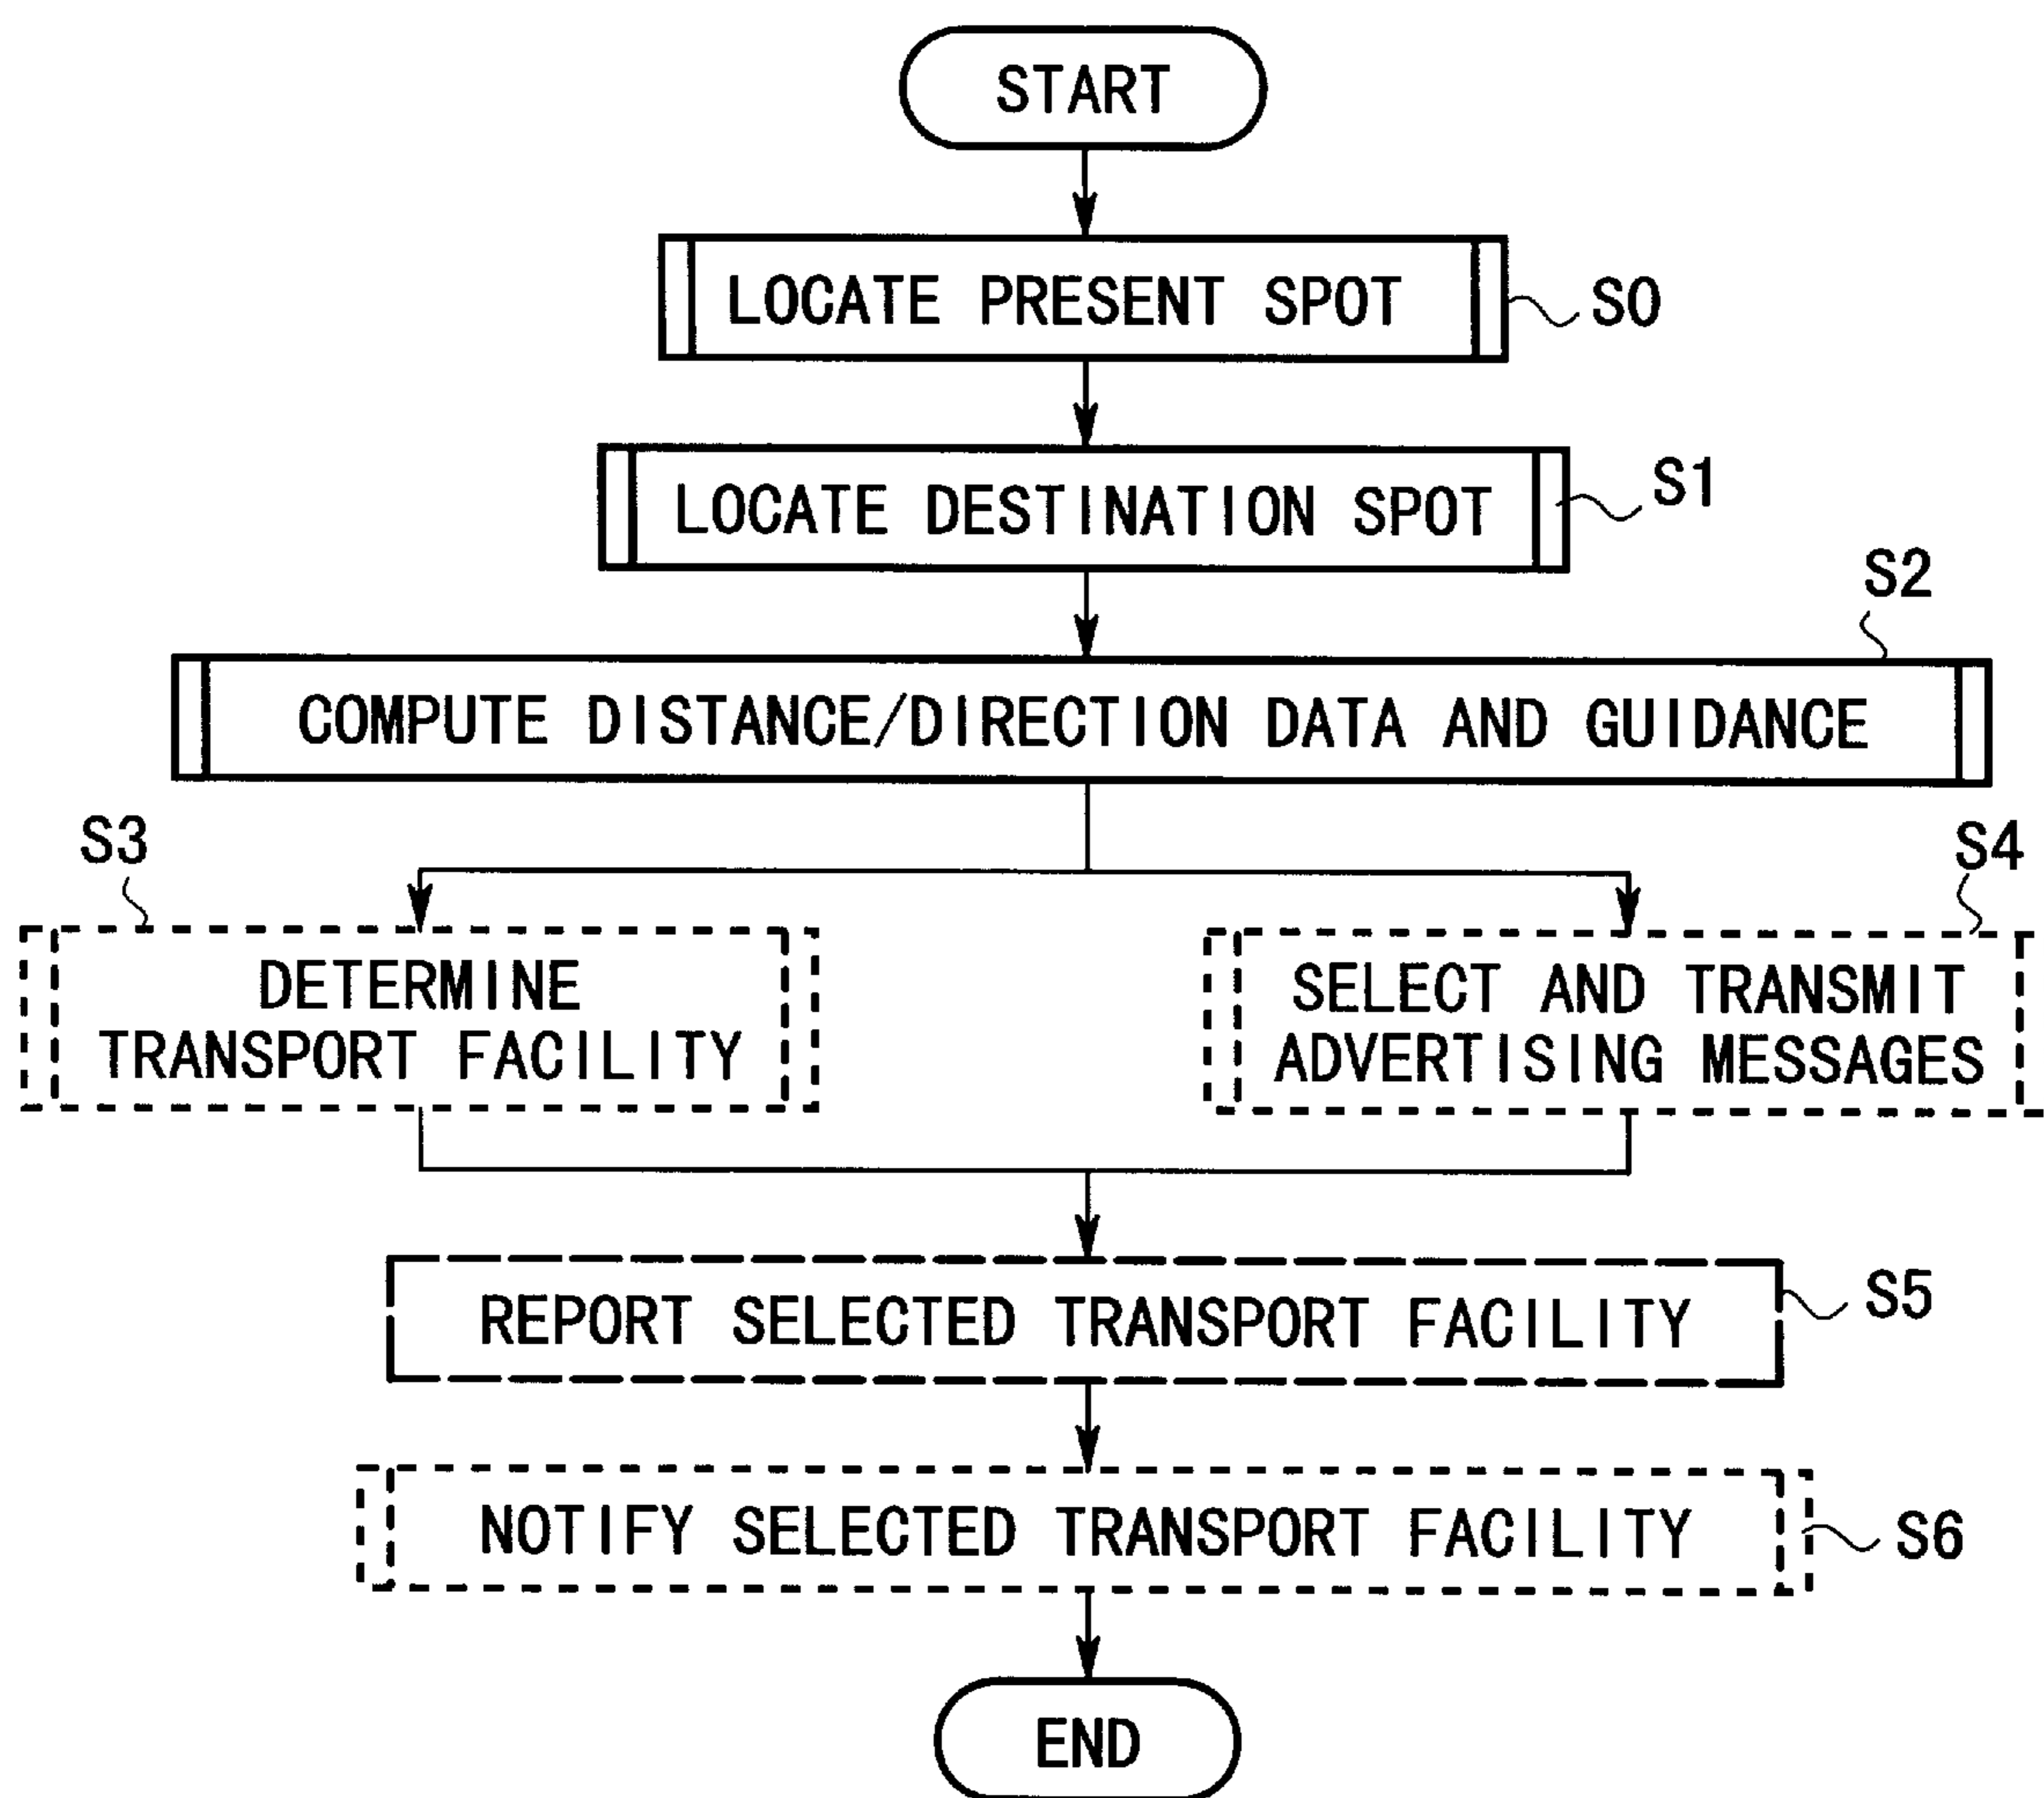 START
LOCATE PRESENT SPOT
S0
LOCATE DESTINATION SPOT
S1
S2
COMPUTE DISTANCE/DIRECTION DATA AND GUIDANCE
S3
S4
DETERMINE
TRANSPORT FACILITY
SELECT AND TRANSMIT
ADVERTISING MESSAGES
REPORT SELECTED TRANSPORT FACILITY
S5
NOTIFY SELECTED TRANSPORT FACILITY
S6
END